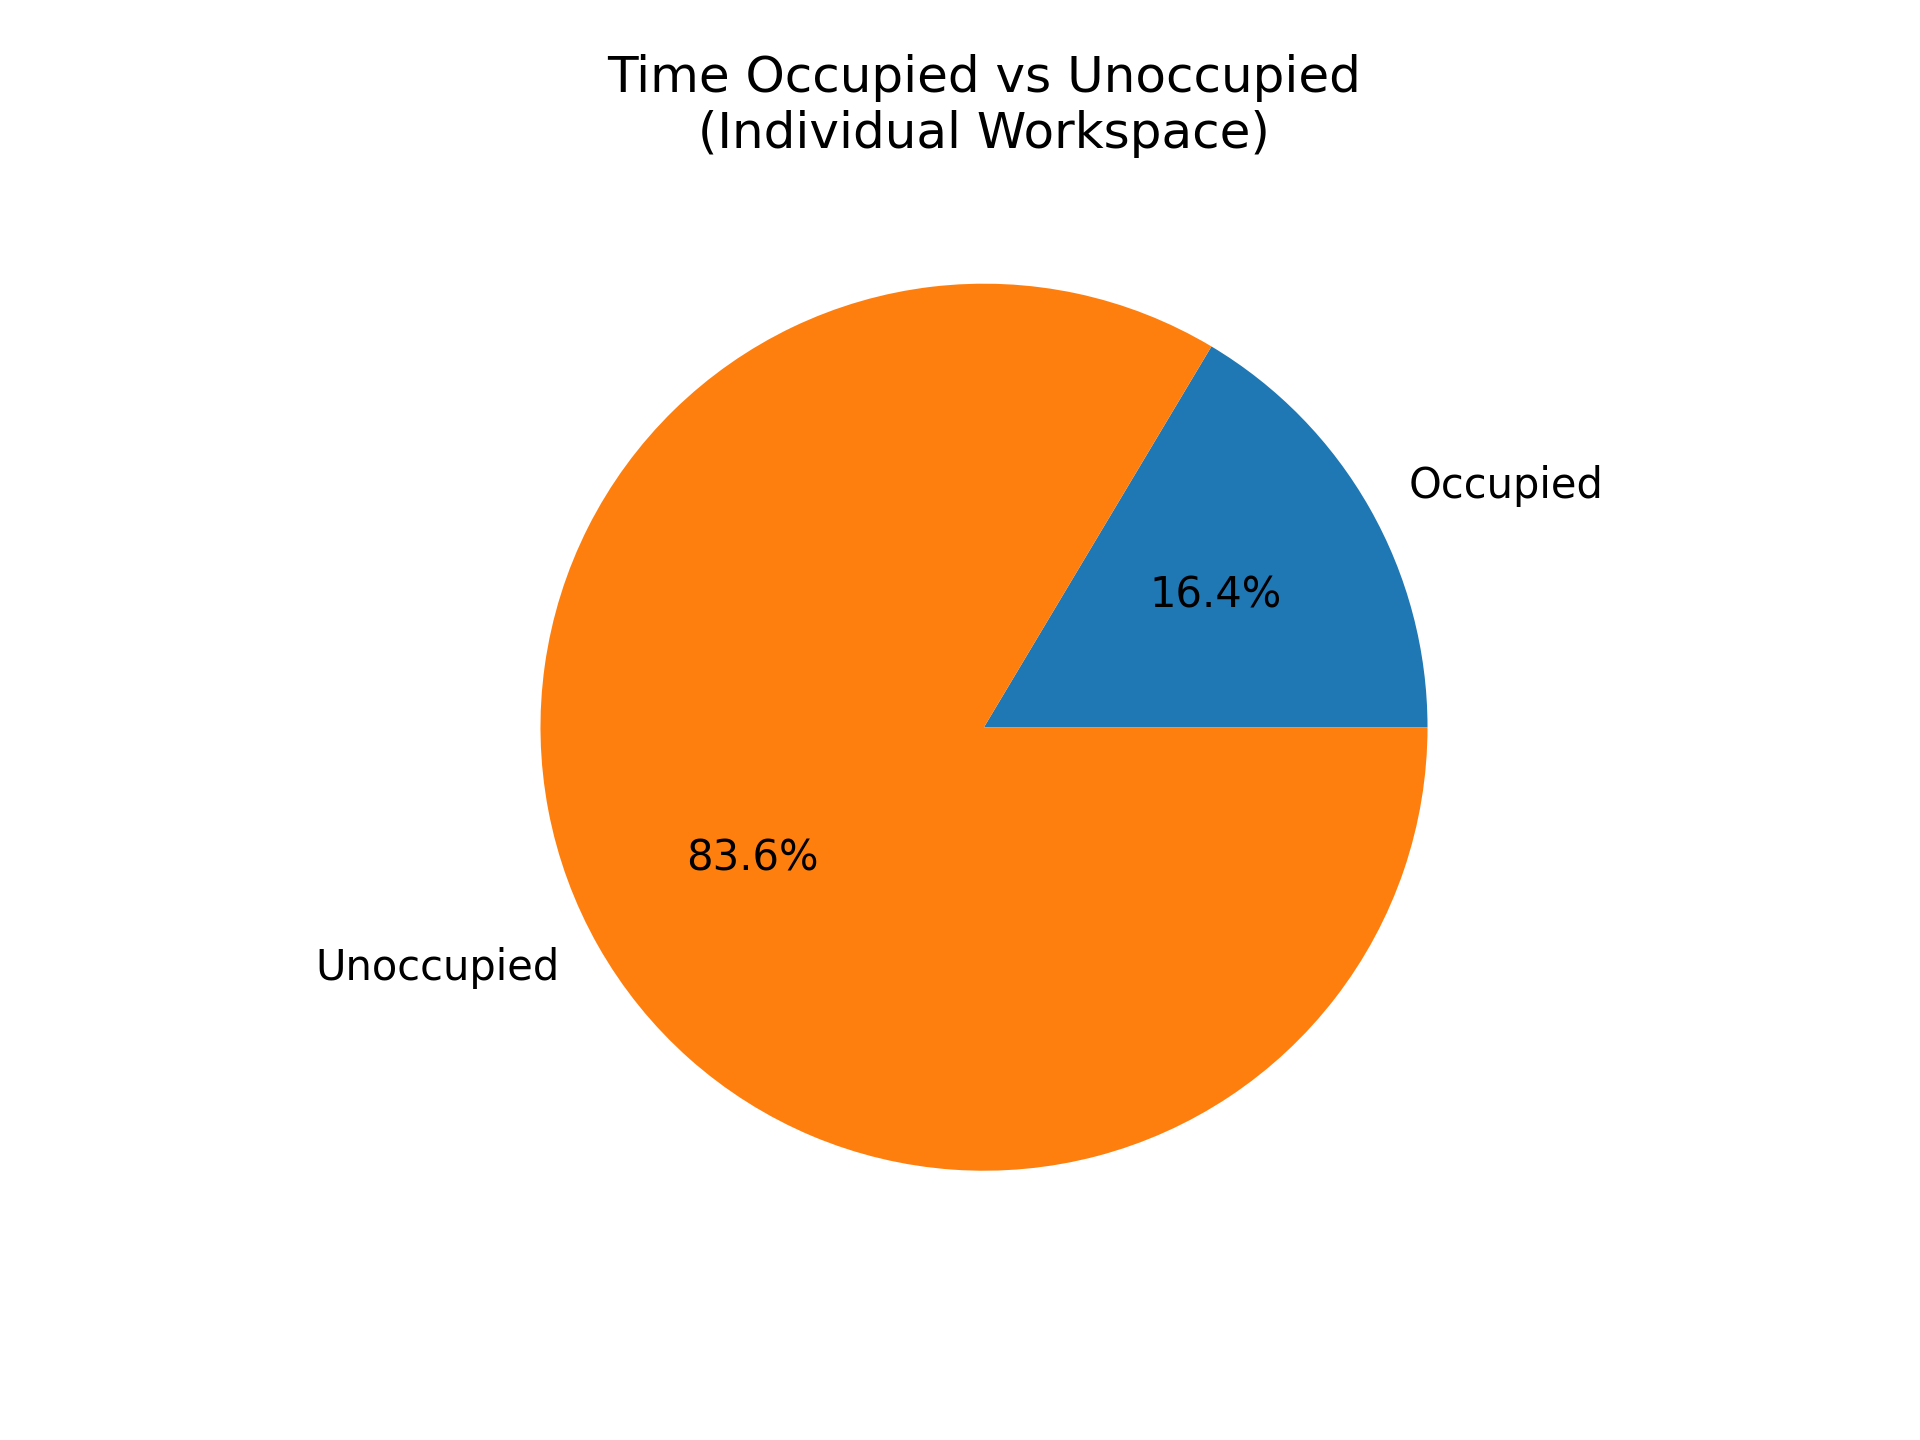 Time Occupied vs Unoccupied
(Individual Workspace)
Occupied
16.4%
83.6%
Unoccupied